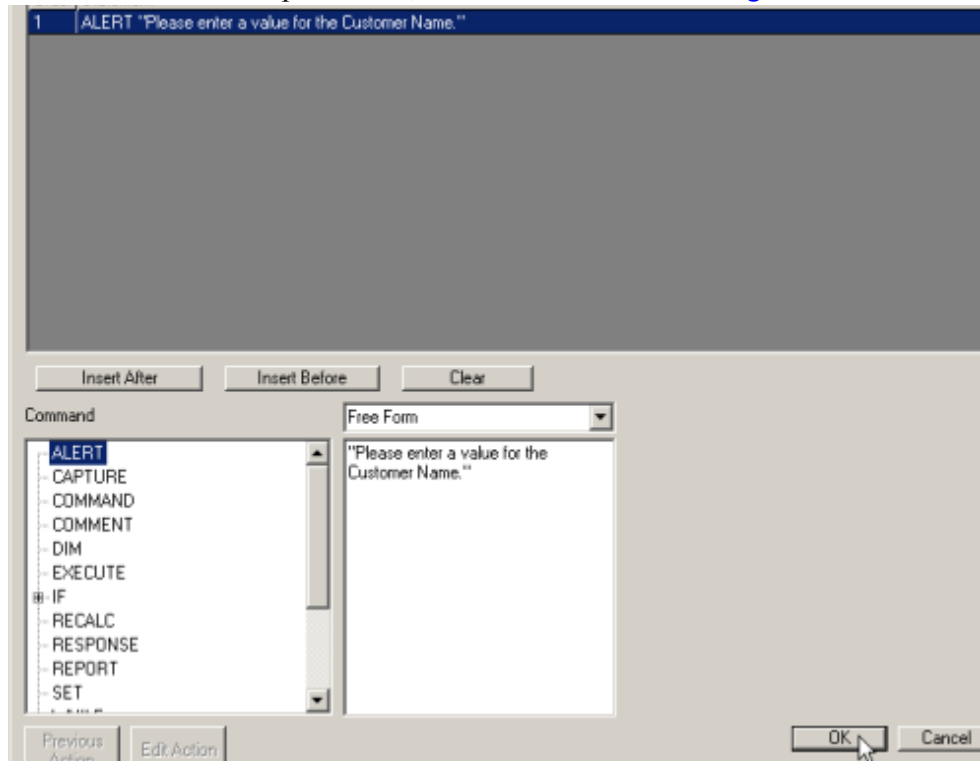 1 ALERT "Please enter a value for the Customer Name."
Insert After Insert Before Clear
Command Free Form
ALERT
CAPTURE
COMMAND
COMMENT
DIM
EXECUTE
IF
RECALC
RESPONSE
REPORT
SET
"Please enter a value for the
Customer Name."
Previous
Action
Edit Action
OK Cancel